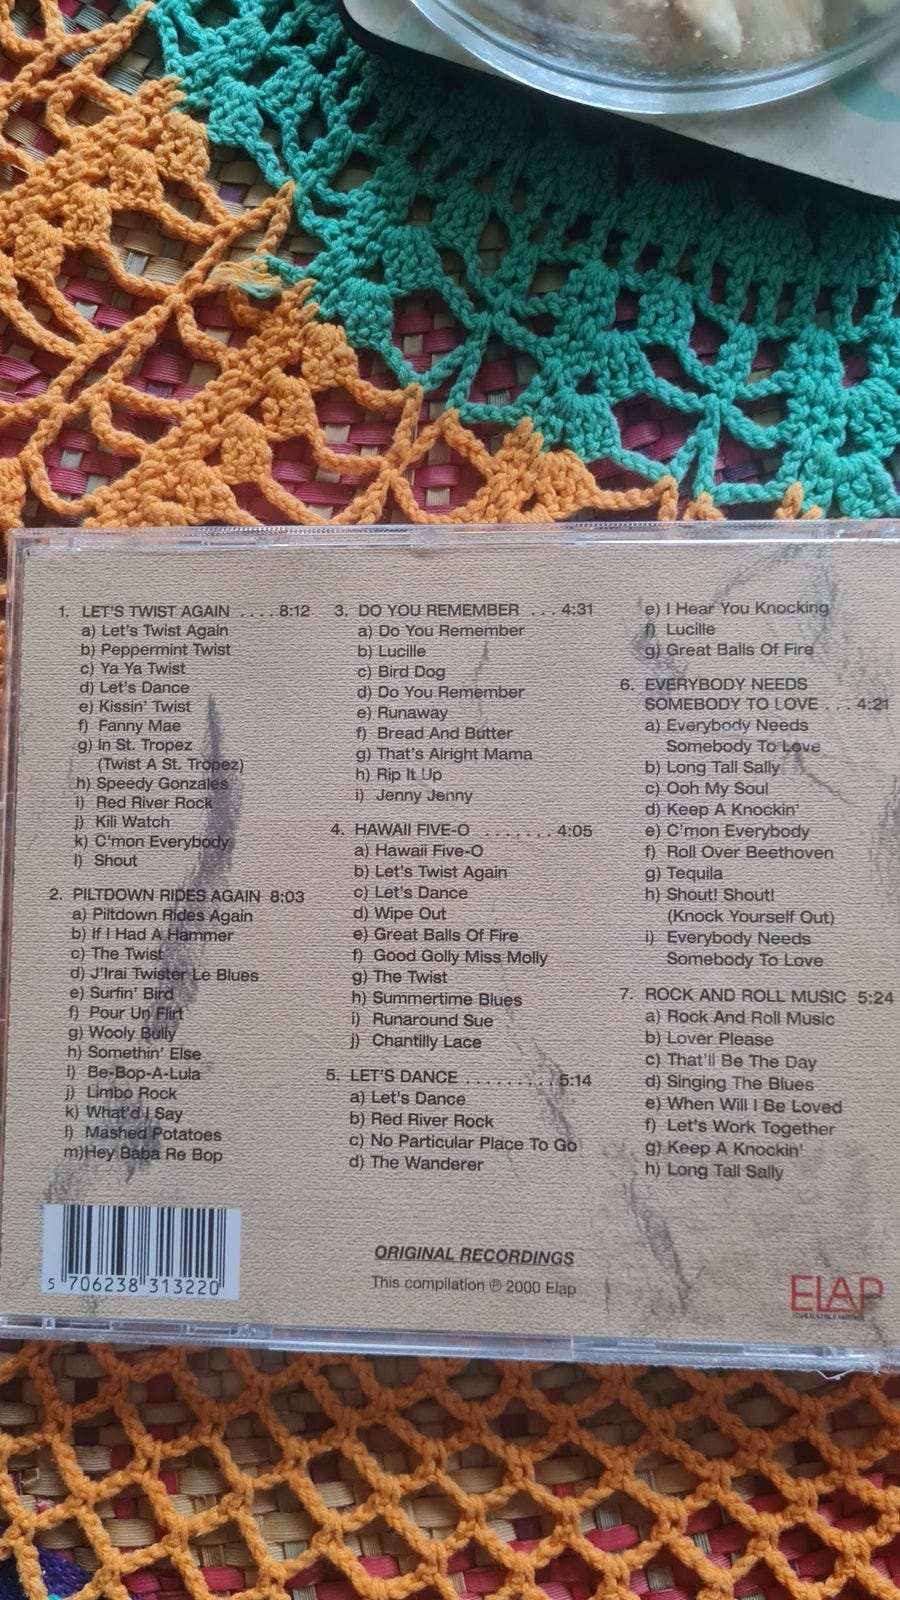 1. LET'S TWIST AGAIN .... 8:12
a) Let's Twist Again
b) Peppermint Twist
c) Ya Ya Twist
d) Let's Dance
e) Kissin' Twist
f) Fanny Mae
g) In St. Tropez
(Twist A St. Tropez)
h) Speedy Gonzales
i) Red River Rock
j) Kili Watch
k) C'mon Everybody
l) Shout
2. PILTDOWN RIDES AGAIN 8:03
a) Piltdown Rides Again
b) If I Had A Hammer
c) The Twist
d) J'Irai Twister Le Blues
e) Surfin' Bird
f) Pour Un Flirt
g) Wooly Bully
h) Somethin' Else
I) Be-Bop-A-Lula
j) Limbo Rock
k) What'd I Say
l) Mashed Potatoes
m)Hey Baba Re Bop
5 706238 313220
3. DO YOU REMEMBER ... 4:31
a) Do You Remember
b) Lucille
c) Bird Dog
d) Do You Remember
e) Runaway
f) Bread And Butter
g) That's Alright Mama
h) Rip It Up
i) Jenny Jenny
4. HAWAII FIVE-O ....... 4:05
a) Hawaii Five-O
b) Let's Twist Again
c) Let's Dance
d) Wipe Out
e) Great Balls Of Fire
f) Good Golly Miss Molly
g) The Twist
h) Summertime Blues
i) Runaround Sue
j) Chantilly Lace
5. LET'S DANCE ......... 5:14
a) Let's Dance
b) Red River Rock
c) No Particular Place To Go
d) The Wanderer
ORIGINAL RECORDINGS
This compilation ℗ 2000 Elap
e) I Hear You Knocking
f) Lucille
g) Great Balls Of Fire
6. EVERYBODY NEEDS
SOMEBODY TO LOVE ... 4:21
a) Everybody Needs
Somebody To Love
b) Long Tall Sally
c) Ooh My Soul
d) Keep A Knockin'
e) C'mon Everybody
f) Roll Over Beethoven
g) Tequila
h) Shout! Shout!
(Knock Yourself Out)
i) Everybody Needs
Somebody To Love
7. ROCK AND ROLL MUSIC 5:24
a) Rock And Roll Music
b) Lover Please
c) That'll Be The Day
d) Singing The Blues
e) When Will I Be Loved
f) Let's Work Together
g) Keep A Knockin'
h) Long Tall Sally
ELAP